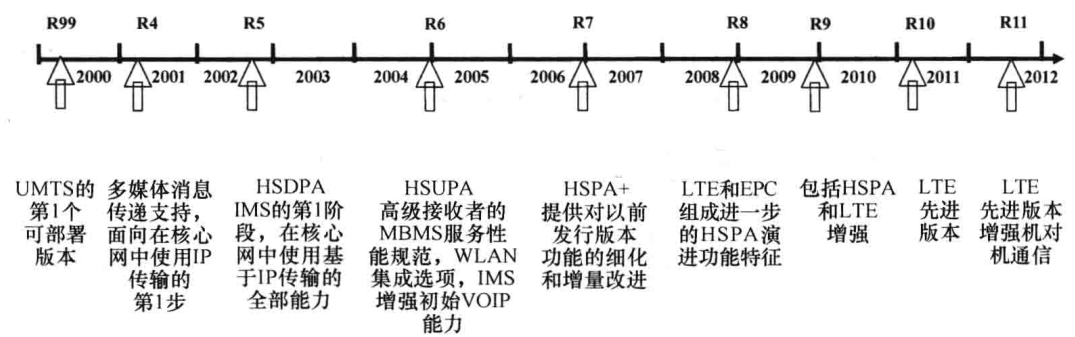 R99 R4 R5 R6 R7 R8 R9 R10 R11
2000 2001 2002 2003 2004 2005 2006 2007 2008 2009 2010 2011 2012
UMTS的
第1个
可部署
版本
多媒体消息
传递支持，
面向在核心
网中使用IP
传输的
第1步
HSDPA
IMS的第1阶
段，在核心
网中使用基
于IP传输的
全部能力
HSUPA
高级接收者的
MBMS服务性
能规范，WLAN
集成选项，IMS
增强初始VOIP
能力
HSPA+
提供对以前
发行版本
功能的细化
和增量改进
LTE和EPC
组成进一步
的HSPA演
进功能特征
包括HSPA
和LTE
增强
LTE
先进
版本
LTE
先进版本
增强机对
机通信